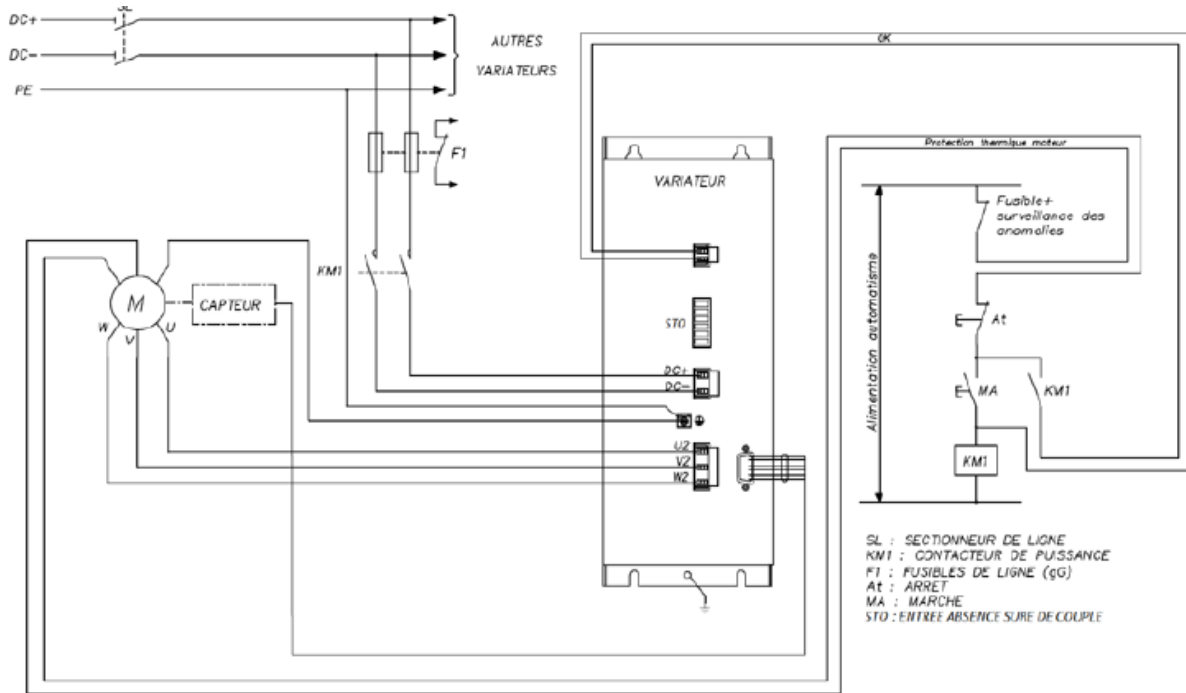 SL
DC+
DC-
PE
AUTRES
VARIATEURS
OK
F1
VARIATEUR
Protection thermique moteur
Fusible+
surveillance des
anomalies
KM1
M
CAPTEUR
W
V
U
STO
At
Alimentation automatisme
DC+
DC-
MA
KM1
U2
V2
W2
KM1
SL : SECTIONNEUR DE LIGNE
KM1 : CONTACTEUR DE PUISSANCE
F1 : FUSIBLES DE LIGNE (gG)
At : ARRET
MA : MARCHE
STO : ENTREE ABSENCE SURE DE COUPLE